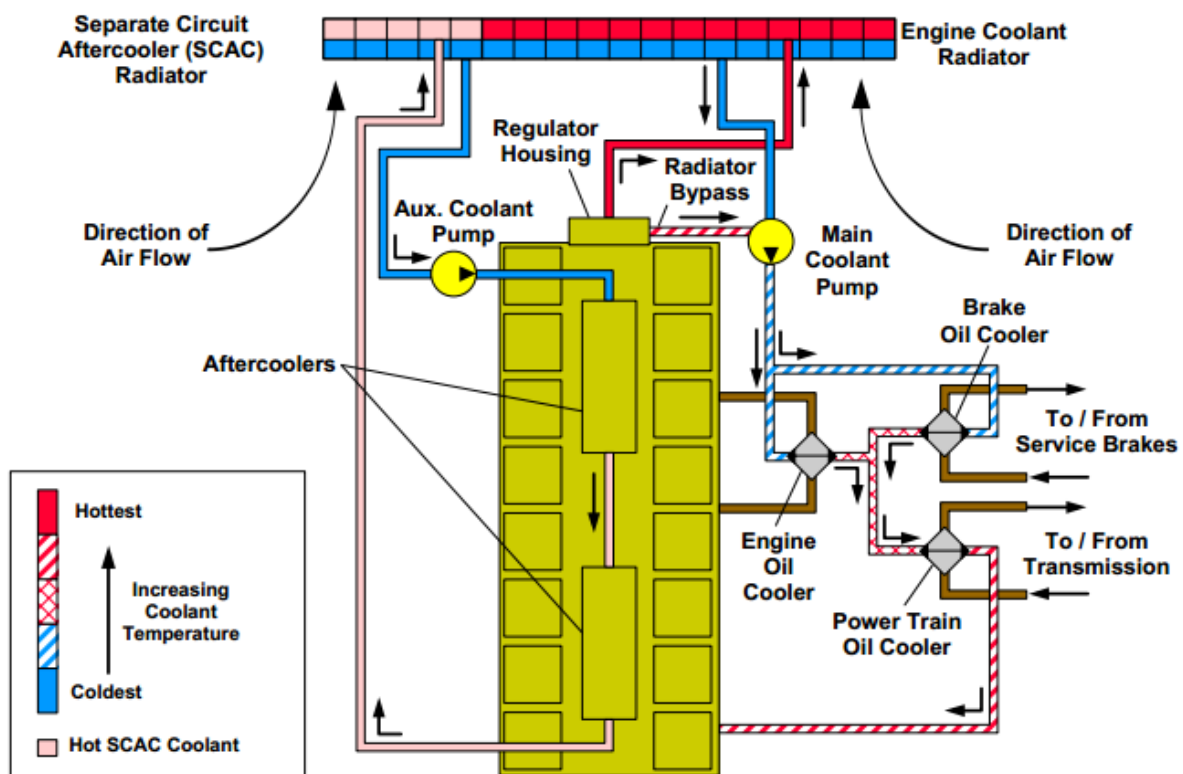 Separate Circuit
Aftercooler (SCAC)
Radiator
Engine Coolant
Radiator
Regulator
Housing
Radiator
Bypass
Aux. Coolant
Pump
Direction of
Air Flow
Main
Coolant
Pump
Direction of
Air Flow
Brake
Oil Cooler
Aftercoolers
To / From
Service Brakes
Engine
Oil
Cooler
To / From
Transmission
Power Train
Oil Cooler
Hottest
Increasing
Coolant
Temperature
Coldest
Hot SCAC Coolant